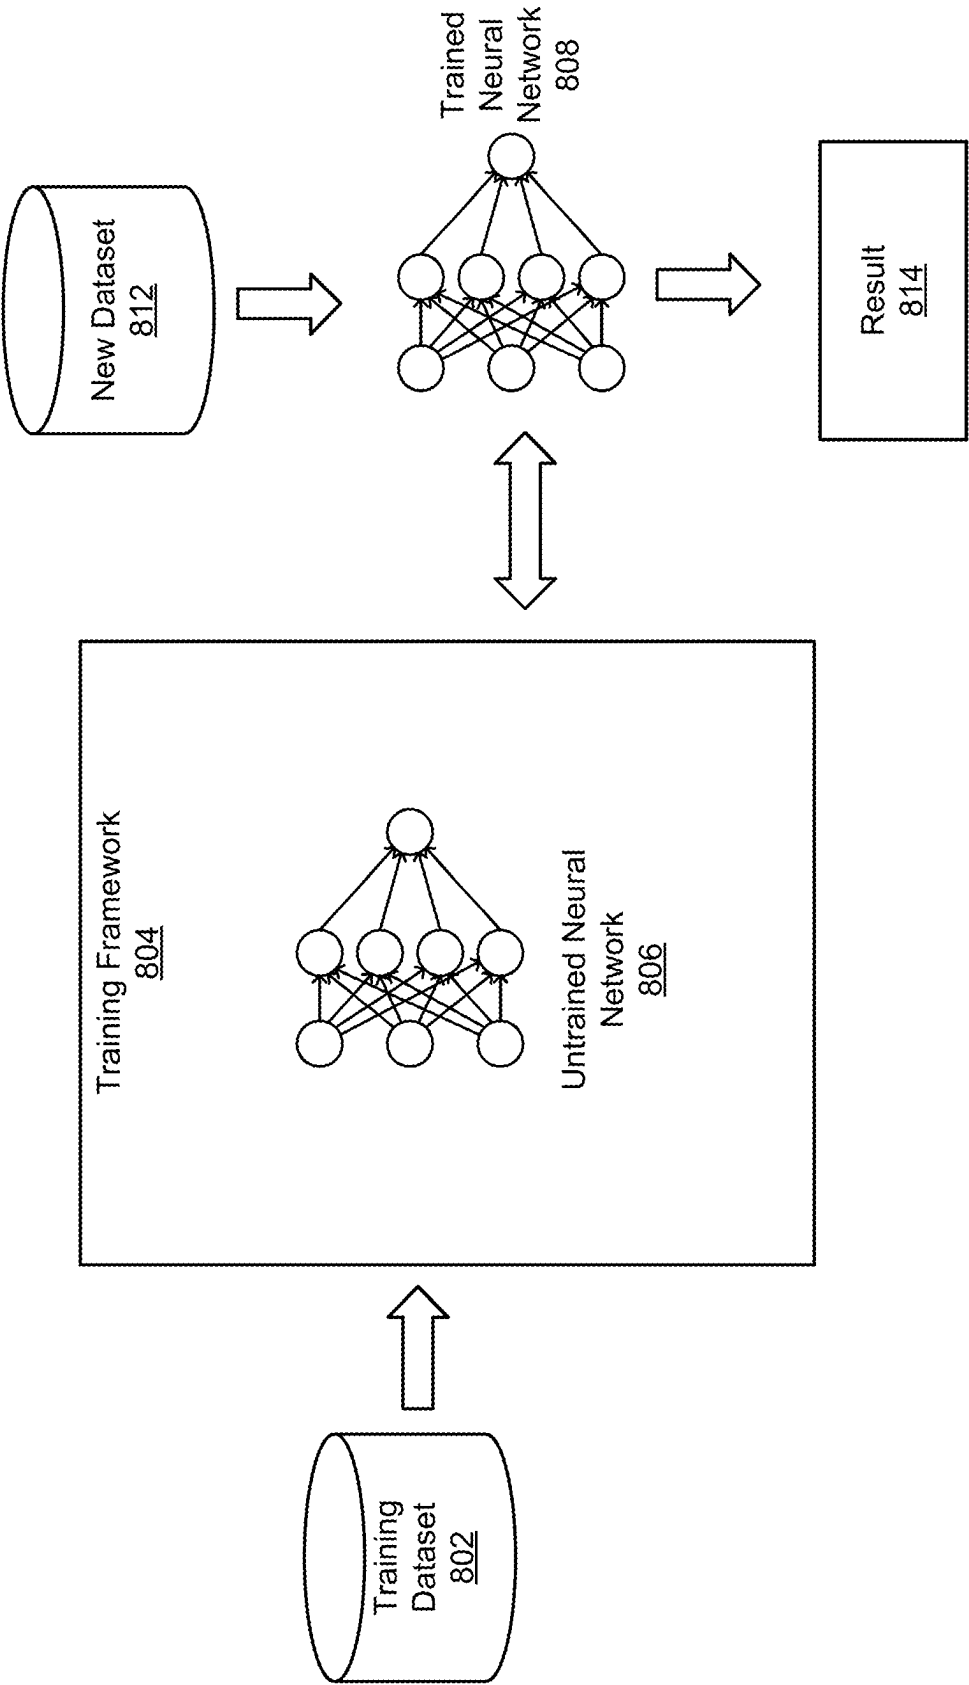 Training
Dataset
802
Training Framework
804
Untrained Neural
Network
806
New Dataset
812
Trained
Neural
Network
808
Result
814